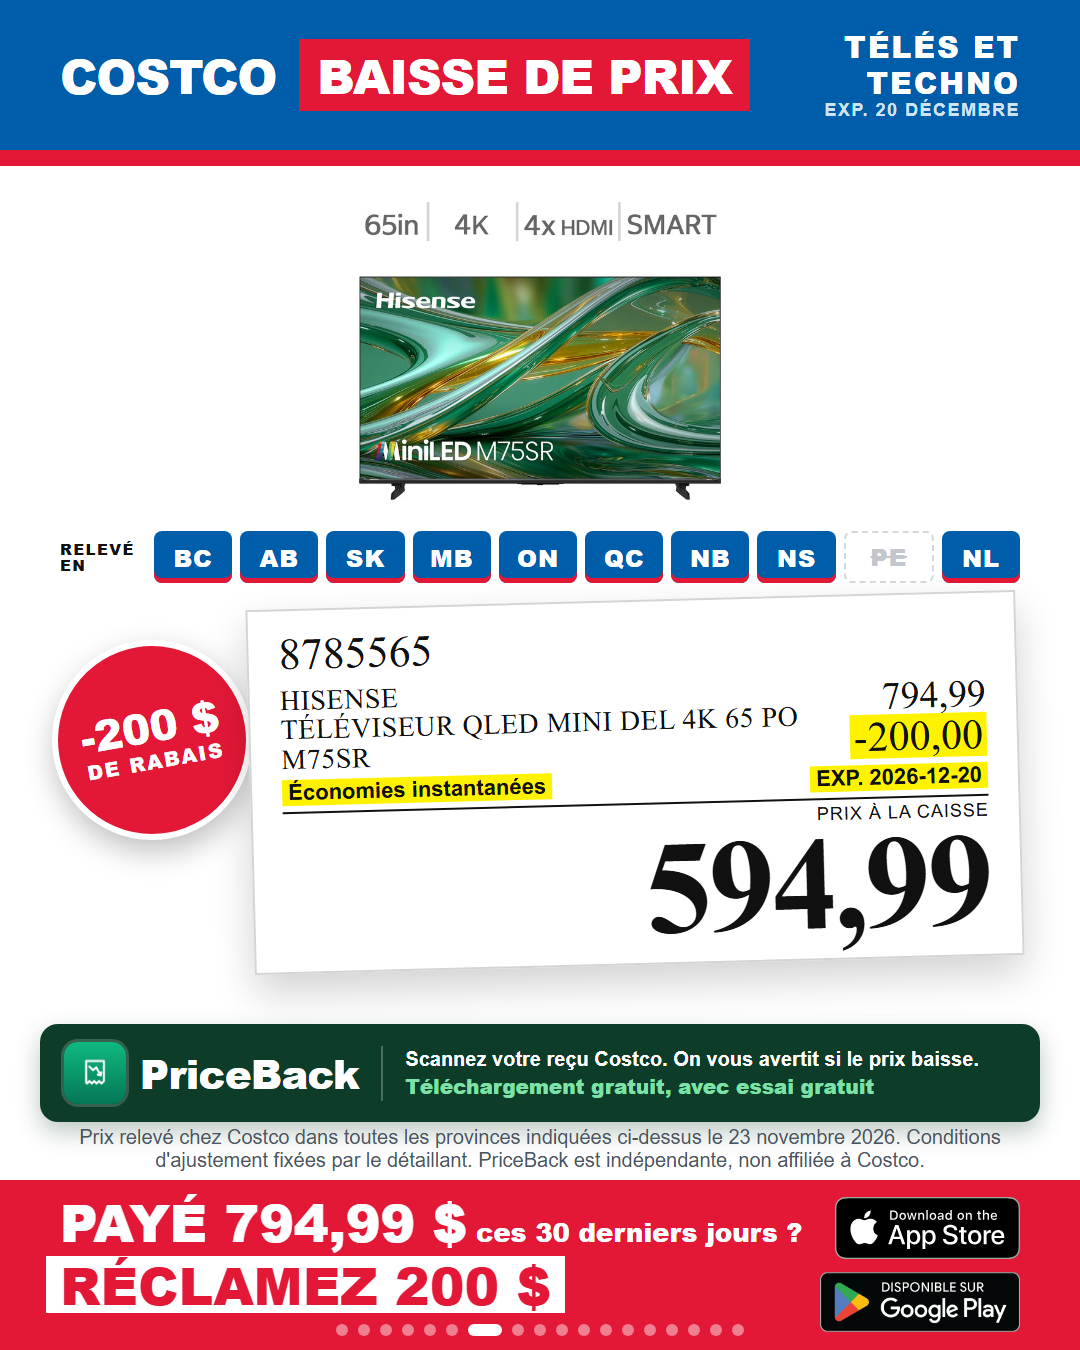 COSTCO BAISSE DE PRIX
TÉLÉS ET
TECHNO
EXP. 20 DÉCEMBRE
65in 4K 4x HDMI SMART
Hisense
MiniLED M75SR
RELEVÉ
EN
BC AB SK MB ON QC NB NS PE NL
8785565
HISENSE
TÉLÉVISEUR QLED MINI DEL 4K 65 PO
M75SR
Économies instantanées
794,99
-200,00
EXP. 2026-12-20
PRIX À LA CAISSE
594,99
-200 $
DE RABAIS
PriceBack
Scannez votre reçu Costco. On vous avertit si le prix baisse.
Téléchargement gratuit, avec essai gratuit
Prix relevé chez Costco dans toutes les provinces indiquées ci-dessus le 23 novembre 2026. Conditions
d'ajustement fixées par le détaillant. PriceBack est indépendante, non affiliée à Costco.
PAYÉ 794,99 $ ces 30 derniers jours ?
RÉCLAMEZ 200 $
Download on the
App Store
DISPONIBLE SUR
Google Play